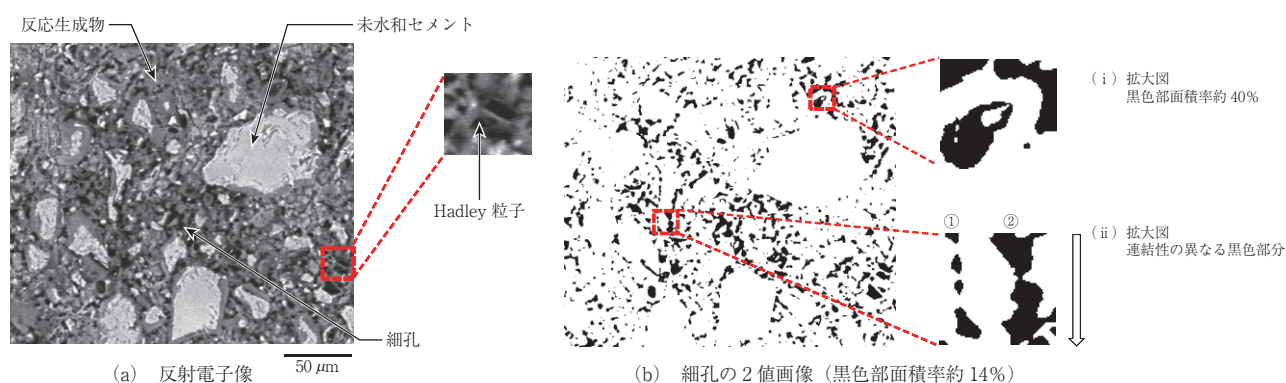 反応生成物
未水和セメント
Hadley 粒子
細孔
50 μm
(a) 反射電子像
(ⅰ) 拡大図
黒色部面積率約 40%
① ②
(ⅱ) 拡大図
連結性の異なる黒色部分
(b) 細孔の 2 値画像（黒色部面積率約 14%）